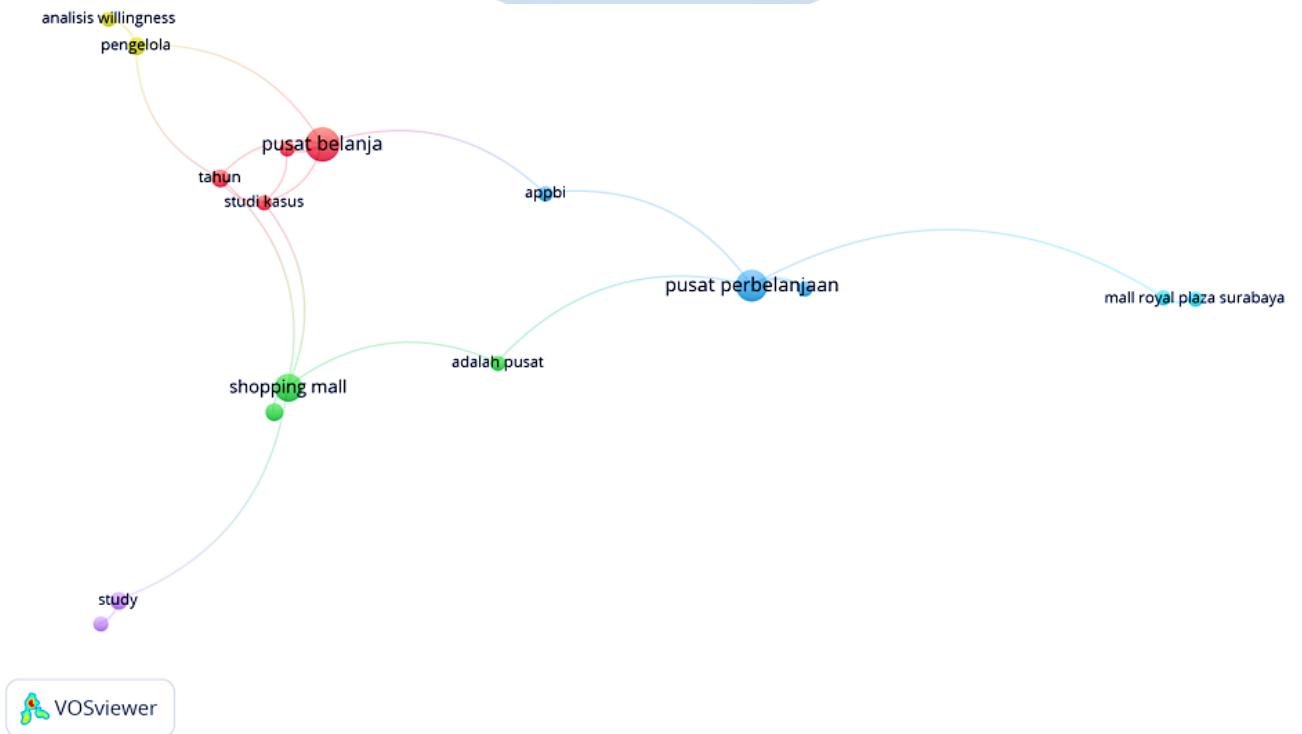 analisis willingness
pengelola
pusat belanja
tahun
studi kasus
appbi
pusat perbelanjaan
mall royal plaza surabaya
adalah pusat
shopping mall
study
VOSviewer